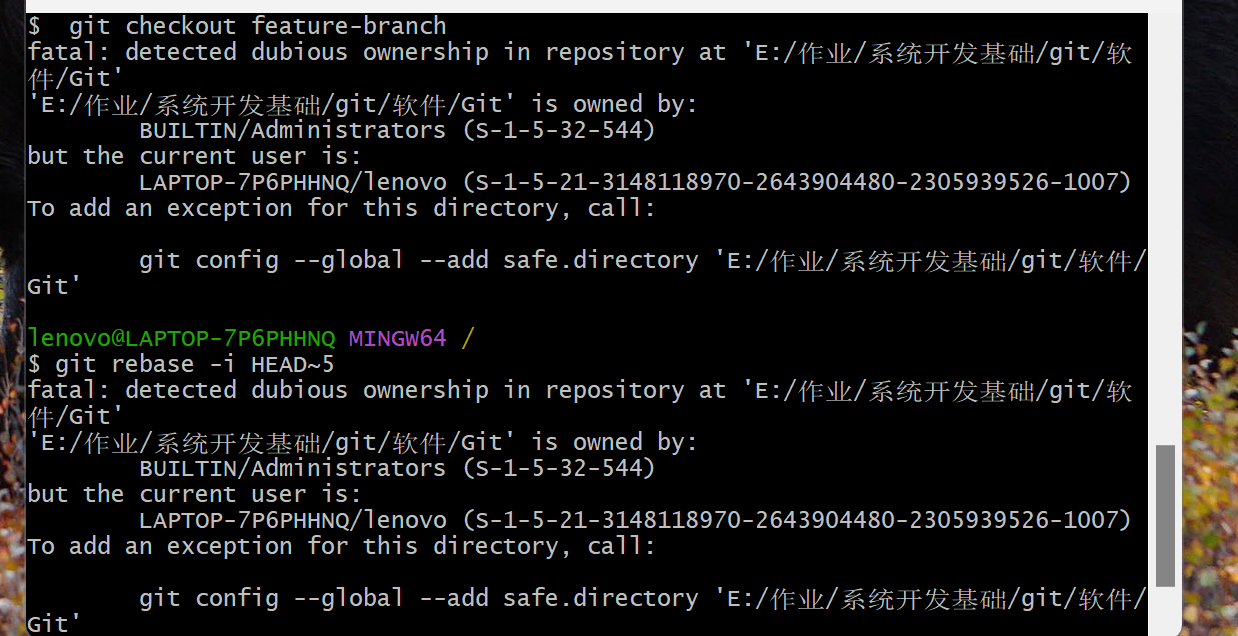 $  git checkout feature-branch
fatal: detected dubious ownership in repository at 'E:/作业/系统开发基础/git/软
件/Git'
'E:/作业/系统开发基础/git/软件/Git' is owned by:
        BUILTIN/Administrators (S-1-5-32-544)
but the current user is:
        LAPTOP-7P6PHHNQ/lenovo (S-1-5-21-3148118970-2643904480-2305939526-1007)
To add an exception for this directory, call:

        git config --global --add safe.directory 'E:/作业/系统开发基础/git/软件/
Git'

lenovo@LAPTOP-7P6PHHNQ MINGW64 /
$ git rebase -i HEAD~5
fatal: detected dubious ownership in repository at 'E:/作业/系统开发基础/git/软
件/Git'
'E:/作业/系统开发基础/git/软件/Git' is owned by:
        BUILTIN/Administrators (S-1-5-32-544)
but the current user is:
        LAPTOP-7P6PHHNQ/lenovo (S-1-5-21-3148118970-2643904480-2305939526-1007)
To add an exception for this directory, call:

        git config --global --add safe.directory 'E:/作业/系统开发基础/git/软件/
Git'